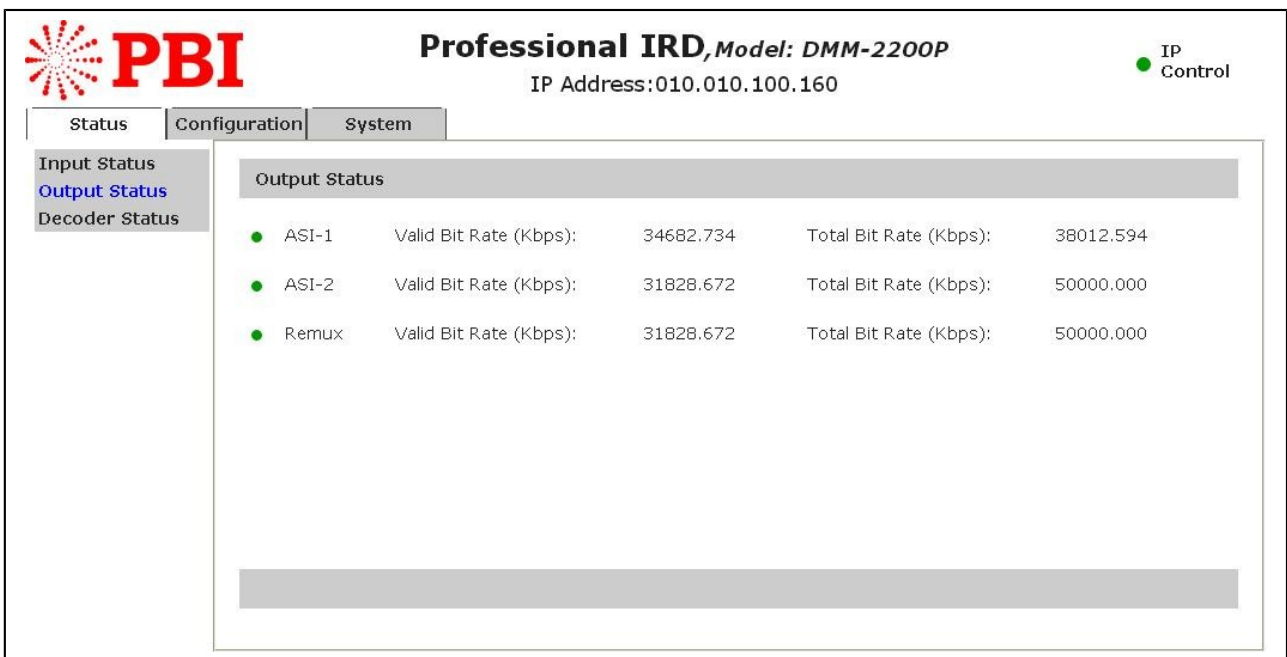 PBI
Professional IRD, Model: DMM-2200P
IP Address:010.010.100.160
IP
Control
Status Configuration System
Input Status
Output Status
Decoder Status
Output Status
ASI-1 Valid Bit Rate (Kbps): 34682.734 Total Bit Rate (Kbps): 38012.594
ASI-2 Valid Bit Rate (Kbps): 31828.672 Total Bit Rate (Kbps): 50000.000
Remux Valid Bit Rate (Kbps): 31828.672 Total Bit Rate (Kbps): 50000.000